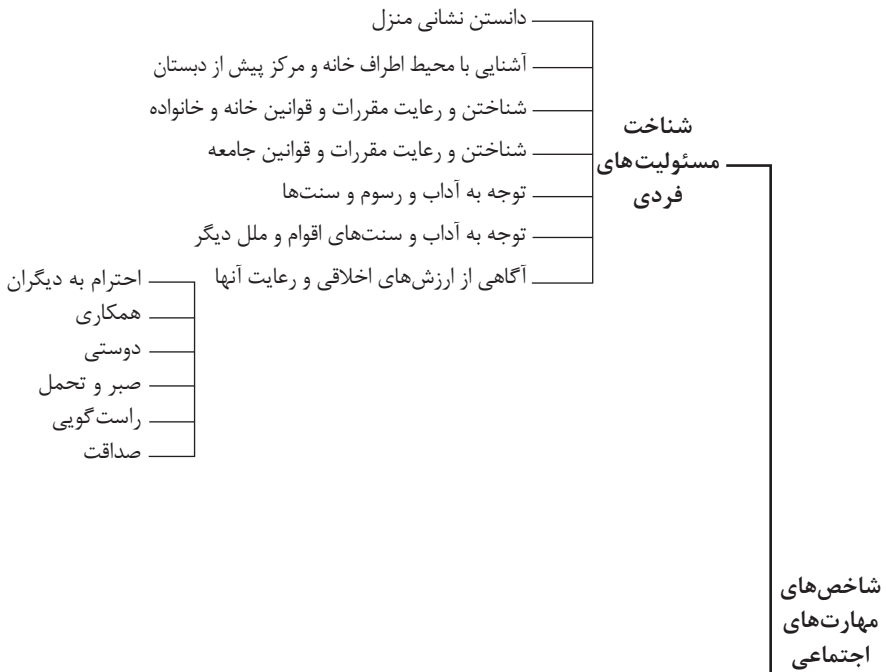 دانستن نشانی منزل
آشنایی با محیط اطراف خانه و مرکز پیش از دبستان
شناختن و رعایت مقررات و قوانین خانه و خانواده
شناختن و رعایت مقررات و قوانین جامعه
توجه به آداب و رسوم و سنت‌ها
توجه به آداب و سنت‌های اقوام و ملل دیگر
آگاهی از ارزش‌های اخلاقی و رعایت آنها
شناخت
مسئولیت‌های
فردی
احترام به دیگران
همکاری
دوستی
صبر و تحمل
راست‌گویی
صداقت
شاخص‌های
مهارت‌های
اجتماعی